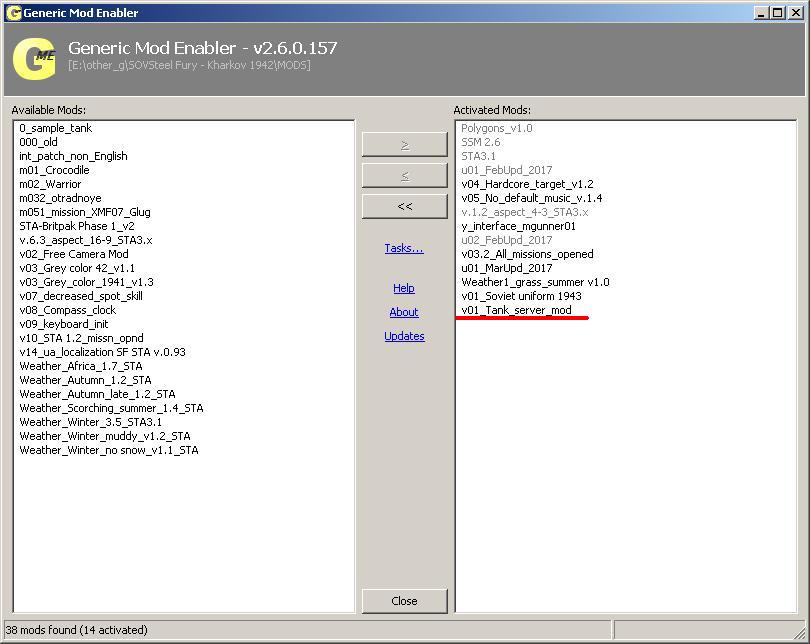 Generic Mod Enabler
GME
Generic Mod Enabler - v2.6.0.157
[E:\other_g\SOVSteel Fury - Kharkov 1942\MODS]
Available Mods:
0_sample_tank
000_old
int_patch_non_English
m01_Crocodile
m02_Warrior
m032_otradnoye
m051_mission_XMF07_Glug
STA-Britpak Phase 1_v2
v.6.3_aspect_16-9_STA3.x
v02_Free Camera Mod
v03_Grey color 42_v1.1
v03_Grey_color_1941_v1.3
v07_decreased_spot_skill
v08_Compass_clock
v09_keyboard_init
v10_STA 1.2_missn_opnd
v14_ua_localization SF STA v.0.93
Weather_Africa_1.7_STA
Weather_Autumn_1.2_STA
Weather_Autumn_late_1.2_STA
Weather_Scorching_summer_1.4_STA
Weather_Winter_3.5_STA3.1
Weather_Winter_muddy_v1.2_STA
Weather_Winter_no snow_v1.1_STA
>
<
<<
Tasks...
Help
About
Updates
Close
Activated Mods:
Polygons_v1.0
SSM 2.6
STA3.1
u01_FebUpd_2017
v04_Hardcore_target_v1.2
v05_No_default_music_v.1.4
v.1.2_aspect_4-3_STA3.x
y_interface_mgunner01
u02_FebUpd_2017
v03.2_All_missions_opened
u01_MarUpd_2017
Weather1_grass_summer v1.0
v01_Soviet uniform 1943
v01_Tank_server_mod
38 mods found (14 activated)